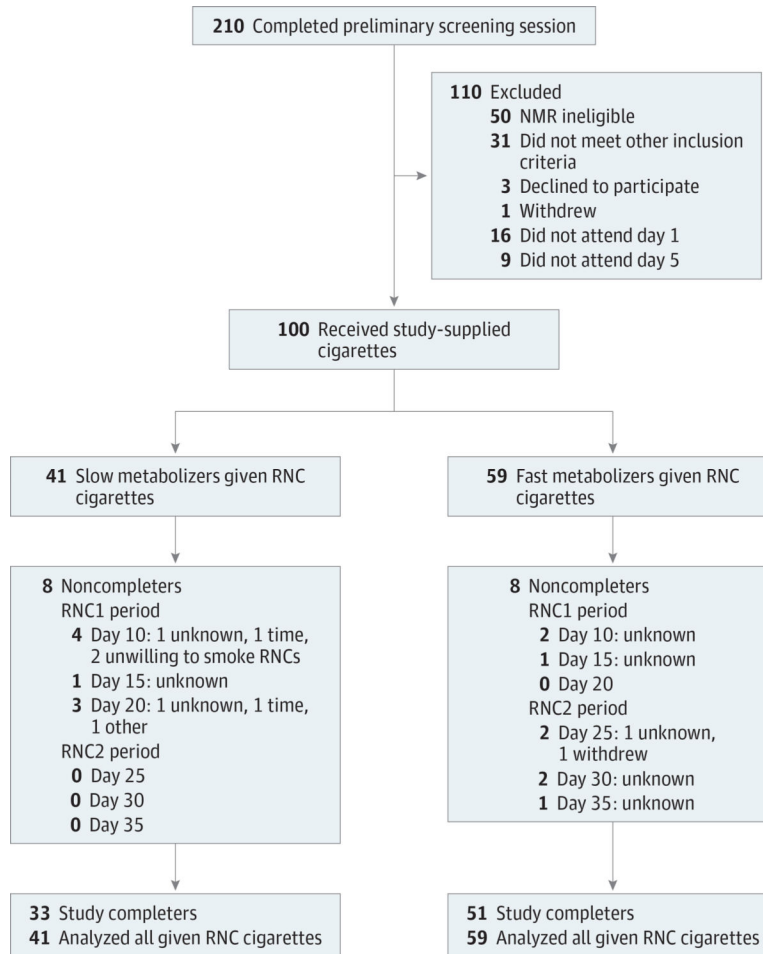 210 Completed preliminary screening session
110 Excluded
50 NMR ineligible
31 Did not meet other inclusion
criteria
3 Declined to participate
1 Withdrew
16 Did not attend day 1
9 Did not attend day 5
100 Received study-supplied
cigarettes
41 Slow metabolizers given RNC
cigarettes
59 Fast metabolizers given RNC
cigarettes
8 Noncompleters
RNC1 period
4 Day 10: 1 unknown, 1 time,
2 unwilling to smoke RNCs
1 Day 15: unknown
3 Day 20: 1 unknown, 1 time,
1 other
RNC2 period
0 Day 25
0 Day 30
0 Day 35
8 Noncompleters
RNC1 period
2 Day 10: unknown
1 Day 15: unknown
0 Day 20
RNC2 period
2 Day 25: 1 unknown,
1 withdrew
2 Day 30: unknown
1 Day 35: unknown
33 Study completers
41 Analyzed all given RNC cigarettes
51 Study completers
59 Analyzed all given RNC cigarettes